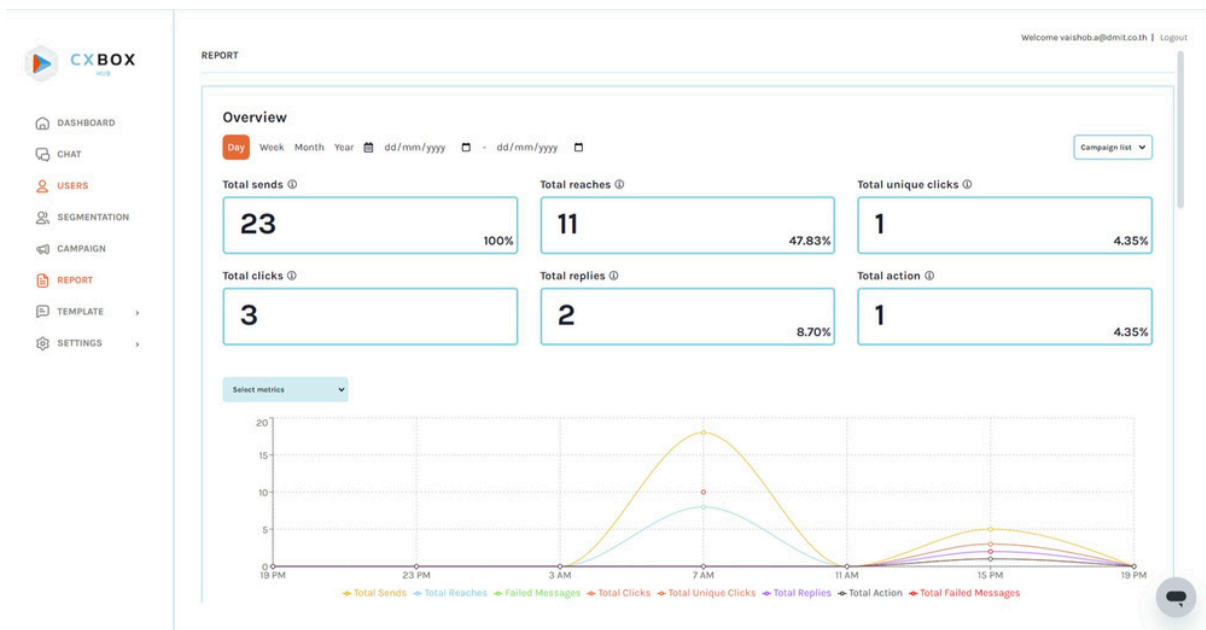 Welcome vaishob.a@dmit.co.th | Logout
CXBOX
HUB
DASHBOARD
CHAT
USERS
SEGMENTATION
CAMPAIGN
REPORT
TEMPLATE
SETTINGS
REPORT
Overview
Day Week Month Year dd/mm/yyyy - dd/mm/yyyy
Campaign list
Total sends Total reaches Total unique clicks
23 11 1
100% 47.83% 4.35%
Total clicks Total replies Total action
3 2 1
8.70% 4.35%
Select metrics
20
15
10
5
0
19 PM 23 PM 3 AM 7 AM 11 AM 15 PM 19 PM
Total Sends Total Reaches Failed Messages Total Clicks Total Unique Clicks Total Replies Total Action Total Failed Messages